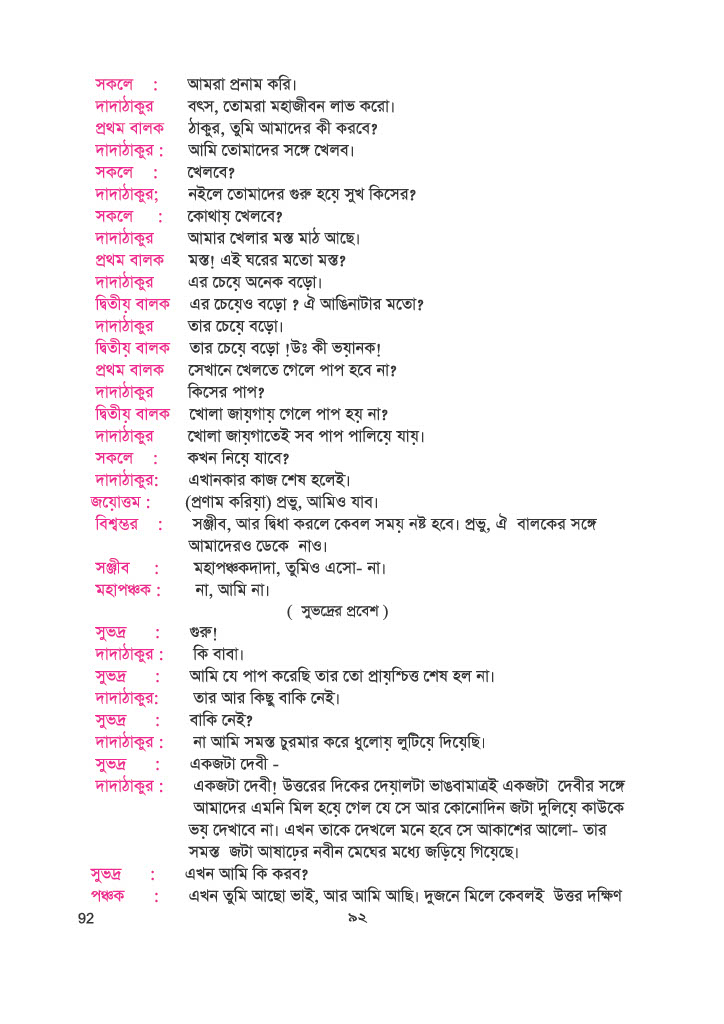 সকলে : আমরা প্রনাম করি।
দাদাঠাকুর বৎস, তোমরা মহাজীবন লাভ করো।
প্রথম বালক ঠাকুর, তুমি আমাদের কী করবে?
দাদাঠাকুর : আমি তোমাদের সঙ্গে খেলব।
সকলে : খেলবে?
দাদাঠাকুর; নইলে তোমাদের গুরু হয়ে সুখ কিসের?
সকলে : কোথায় খেলবে?
দাদাঠাকুর আমার খেলার মস্ত মাঠ আছে।
প্রথম বালক মস্ত! এই ঘরের মতো মস্ত?
দাদাঠাকুর এর চেয়ে অনেক বড়ো।
দ্বিতীয় বালক এর চেয়েও বড়ো ? ঐ আঙিনাটার মতো?
দাদাঠাকুর তার চেয়ে বড়ো।
দ্বিতীয় বালক তার চেয়ে বড়ো !উঃ কী ভয়ানক!
প্রথম বালক সেখানে খেলতে গেলে পাপ হবে না?
দাদাঠাকুর কিসের পাপ?
দ্বিতীয় বালক খোলা জায়গায় গেলে পাপ হয় না?
দাদাঠাকুর খোলা জায়গাতেই সব পাপ পালিয়ে যায়।
সকলে : কখন নিয়ে যাবে?
দাদাঠাকুর: এখানকার কাজ শেষ হলেই।
জয়োত্তম : (প্রণাম করিয়া) প্রভু, আমিও যাব।
বিশ্বম্ভর : সঞ্জীব, আর দ্বিধা করলে কেবল সময় নষ্ট হবে। প্রভু, ঐ বালকের সঙ্গে
আমাদেরও ডেকে নাও।
সঞ্জীব : মহাপঞ্চকদাদা, তুমিও এসো- না।
মহাপঞ্চক : না, আমি না।
( সুভদ্রের প্রবেশ )
সুভদ্র : গুরু!
দাদাঠাকুর : কি বাবা।
সুভদ্র : আমি যে পাপ করেছি তার তো প্রায়শ্চিত্ত শেষ হল না।
দাদাঠাকুর: তার আর কিছু বাকি নেই।
সুভদ্র : বাকি নেই?
দাদাঠাকুর : না আমি সমস্ত চুরমার করে ধুলোয় লুটিয়ে দিয়েছি।
সুভদ্র : একজটা দেবী -
দাদাঠাকুর : একজটা দেবী! উত্তরের দিকের দেয়ালটা ভাঙবামাত্রই একজটা দেবীর সঙ্গে
আমাদের এমনি মিল হয়ে গেল যে সে আর কোনোদিন জটা দুলিয়ে কাউকে
ভয় দেখাবে না। এখন তাকে দেখলে মনে হবে সে আকাশের আলো- তার
সমস্ত জটা আষাঢ়ের নবীন মেঘের মধ্যে জড়িয়ে গিয়েছে।
সুভদ্র : এখন আমি কি করব?
পঞ্চক : এখন তুমি আছো ভাই, আর আমি আছি। দুজনে মিলে কেবলই উত্তর দক্ষিণ
92 ৯২